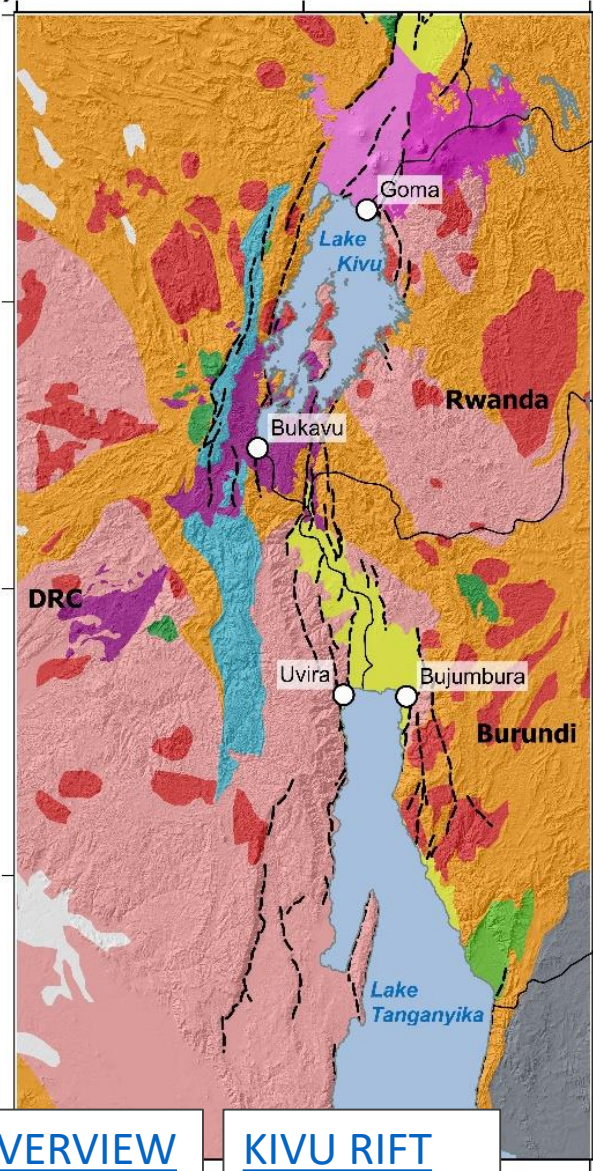 Goma
Lake
Kivu
Rwanda
Bukavu
DRC
Uvira
Bujumbura
Burundi
Lake
Tanganyika
VERVIEW
KIVU RIFT